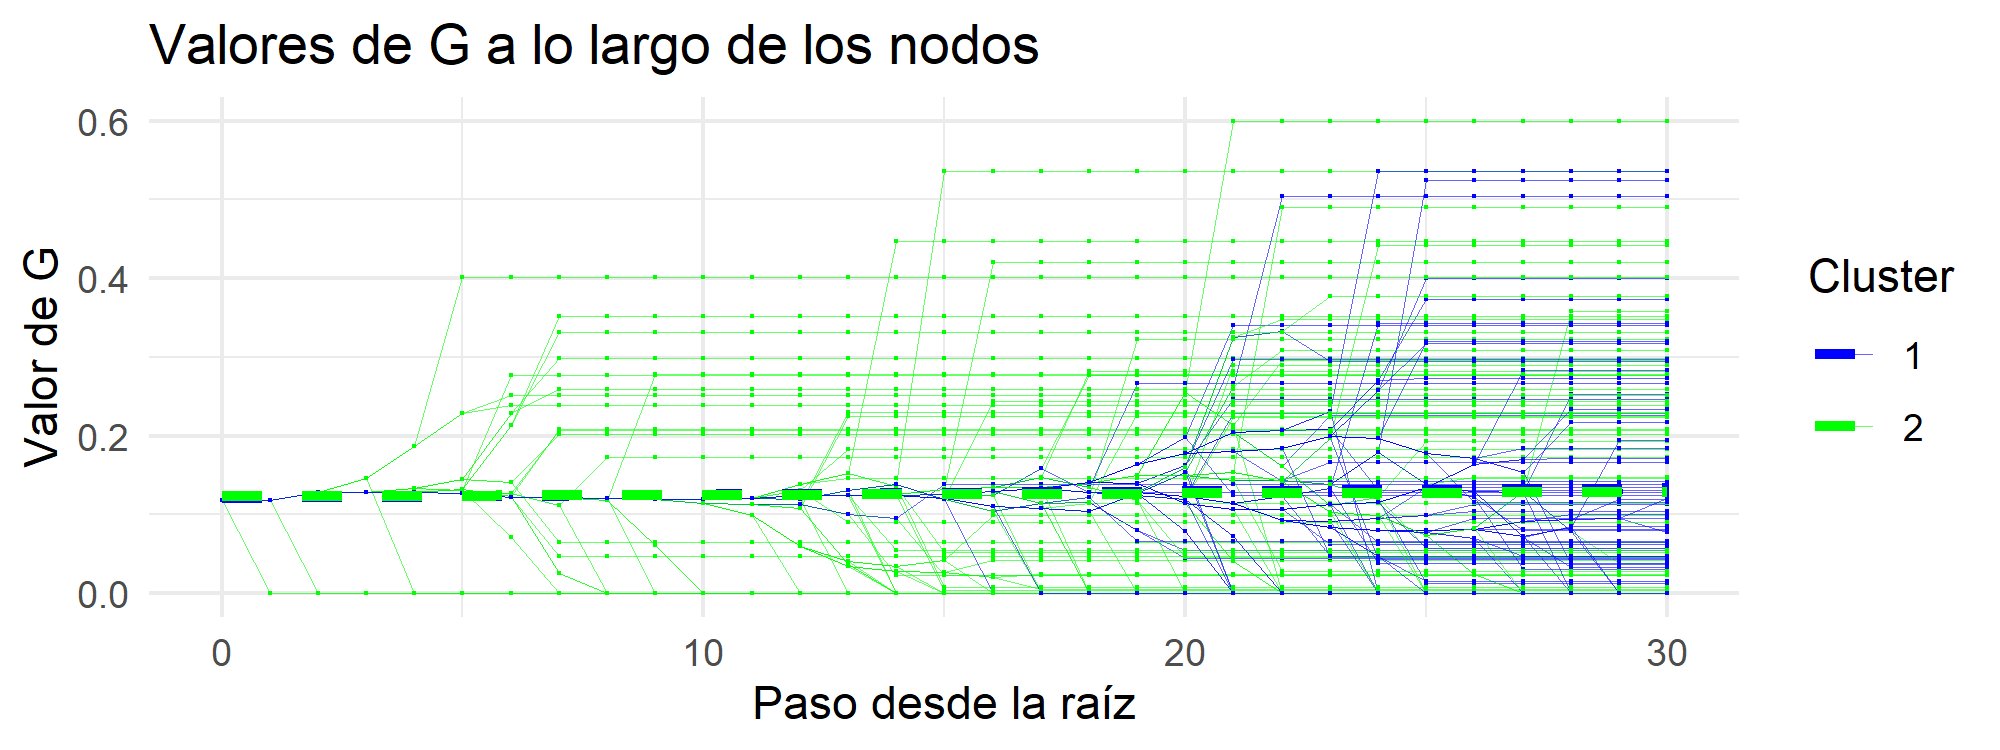 Valores de G a lo largo de los nodos
Valor de G
0.6
0.4
0.2
0.0
0
10
20
30
Paso desde la raíz
Cluster
1
2